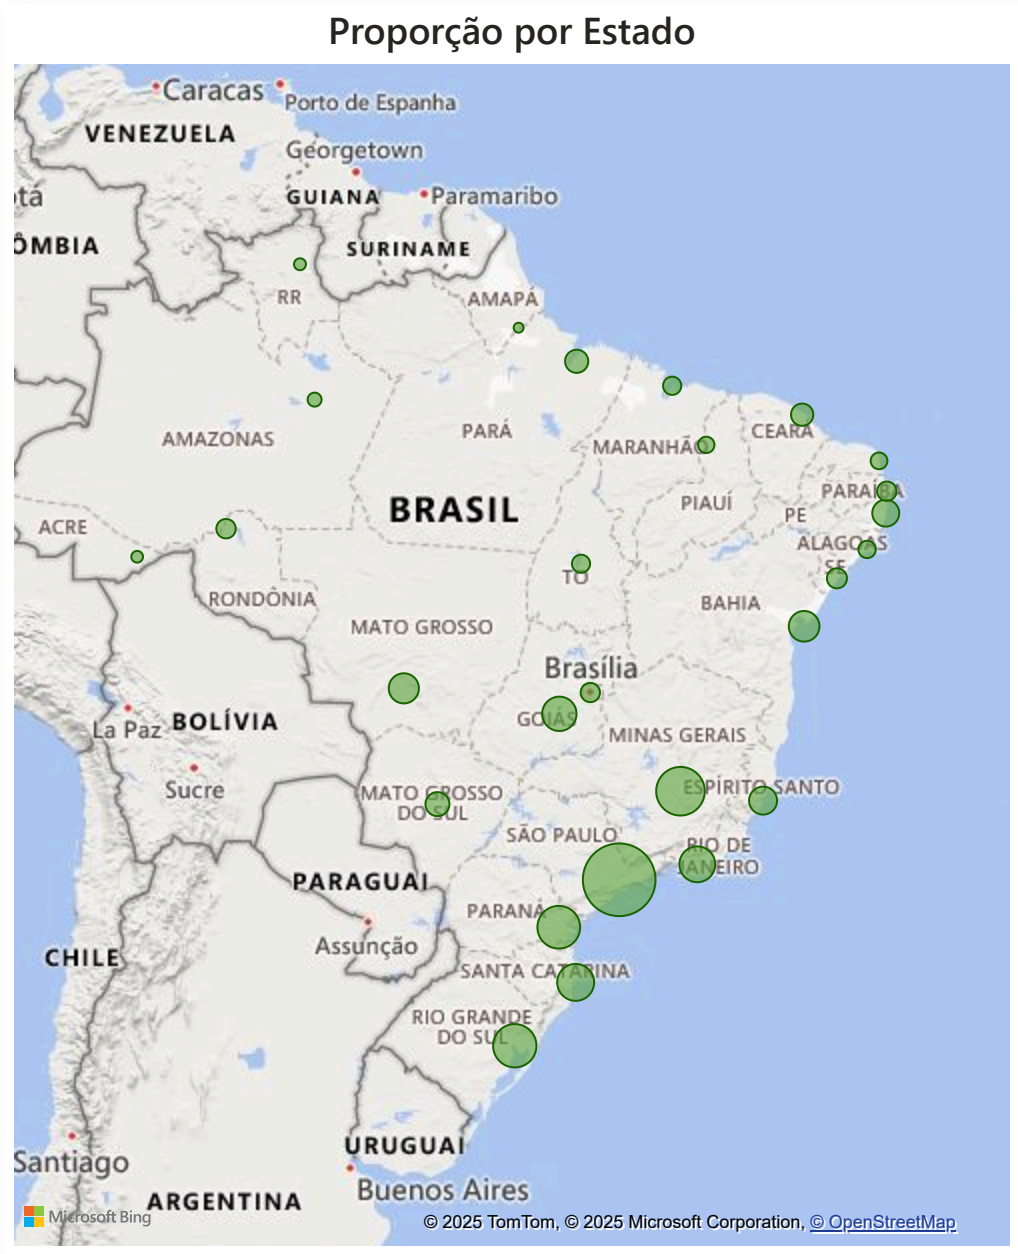 Proporção por Estado
Caracas
Porto de Espanha
VENEZUELA
Georgetown
tá
GUIANA
Paramaribo
ÔMBIA
SURINAME
RR
AMAPÁ
AMAZONAS
PARÁ
MARANHÃO
CEARÁ
BRASIL
PIAUÍ
PARAÍBA
PE
ACRE
ALAGOAS
SE
TO
RONDÔNIA
BAHIA
MATO GROSSO
Brasília
La Paz
BOLÍVIA
GOIÁS
MINAS GERAIS
Sucre
MATO GROSSO
DO SUL
ESPÍRITO SANTO
SÃO PAULO
RIO DE
JANEIRO
PARAGUAI
PARANÁ
Assunção
CHILE
SANTA CATARINA
RIO GRANDE
DO SUL
URUGUAI
Santiago
Buenos Aires
ARGENTINA
Microsoft Bing
© 2025 TomTom, © 2025 Microsoft Corporation, © OpenStreetMap